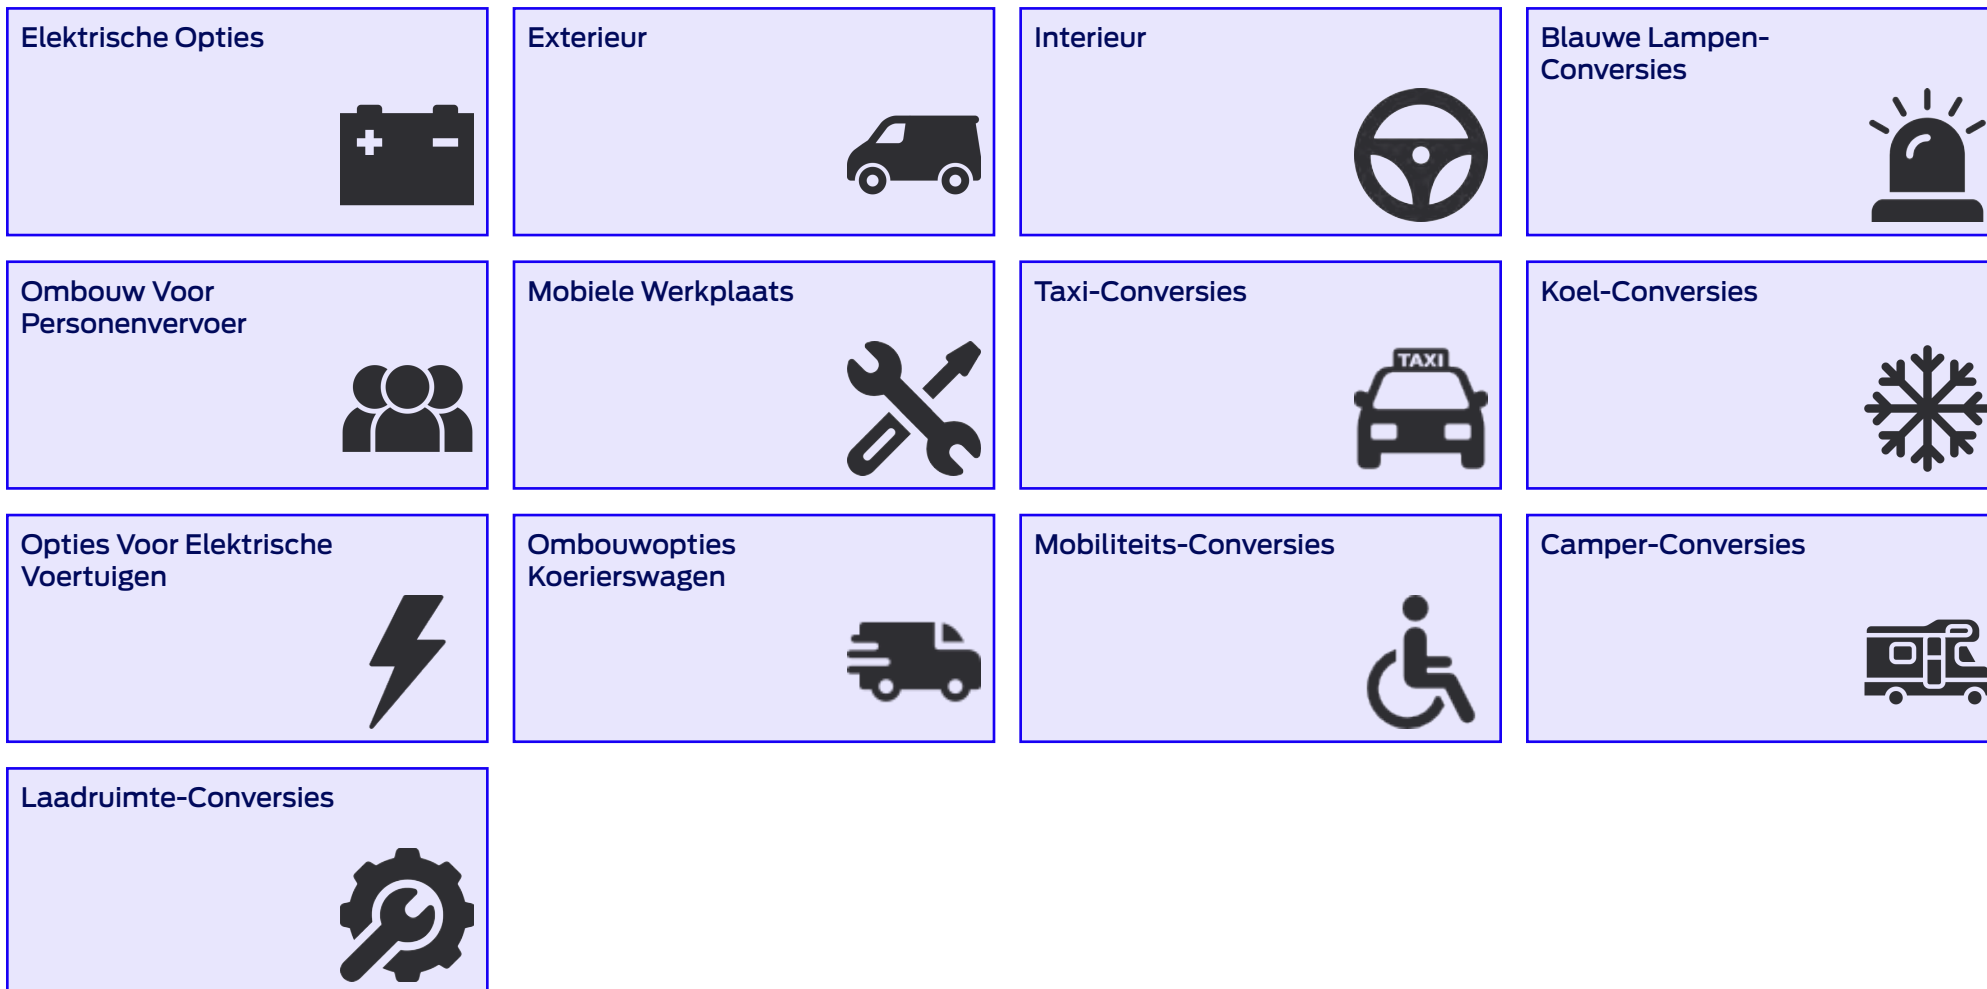 Elektrische Opties
Exterieur
Interieur
Blauwe Lampen-
Conversies
Ombouw Voor
Personenvervoer
Mobiele Werkplaats
Taxi-Conversies
TAXI
Koel-Conversies
Opties Voor Elektrische
Voertuigen
Ombouwopties
Koerierswagen
Mobiliteits-Conversies
Camper-Conversies
Laadruimte-Conversies